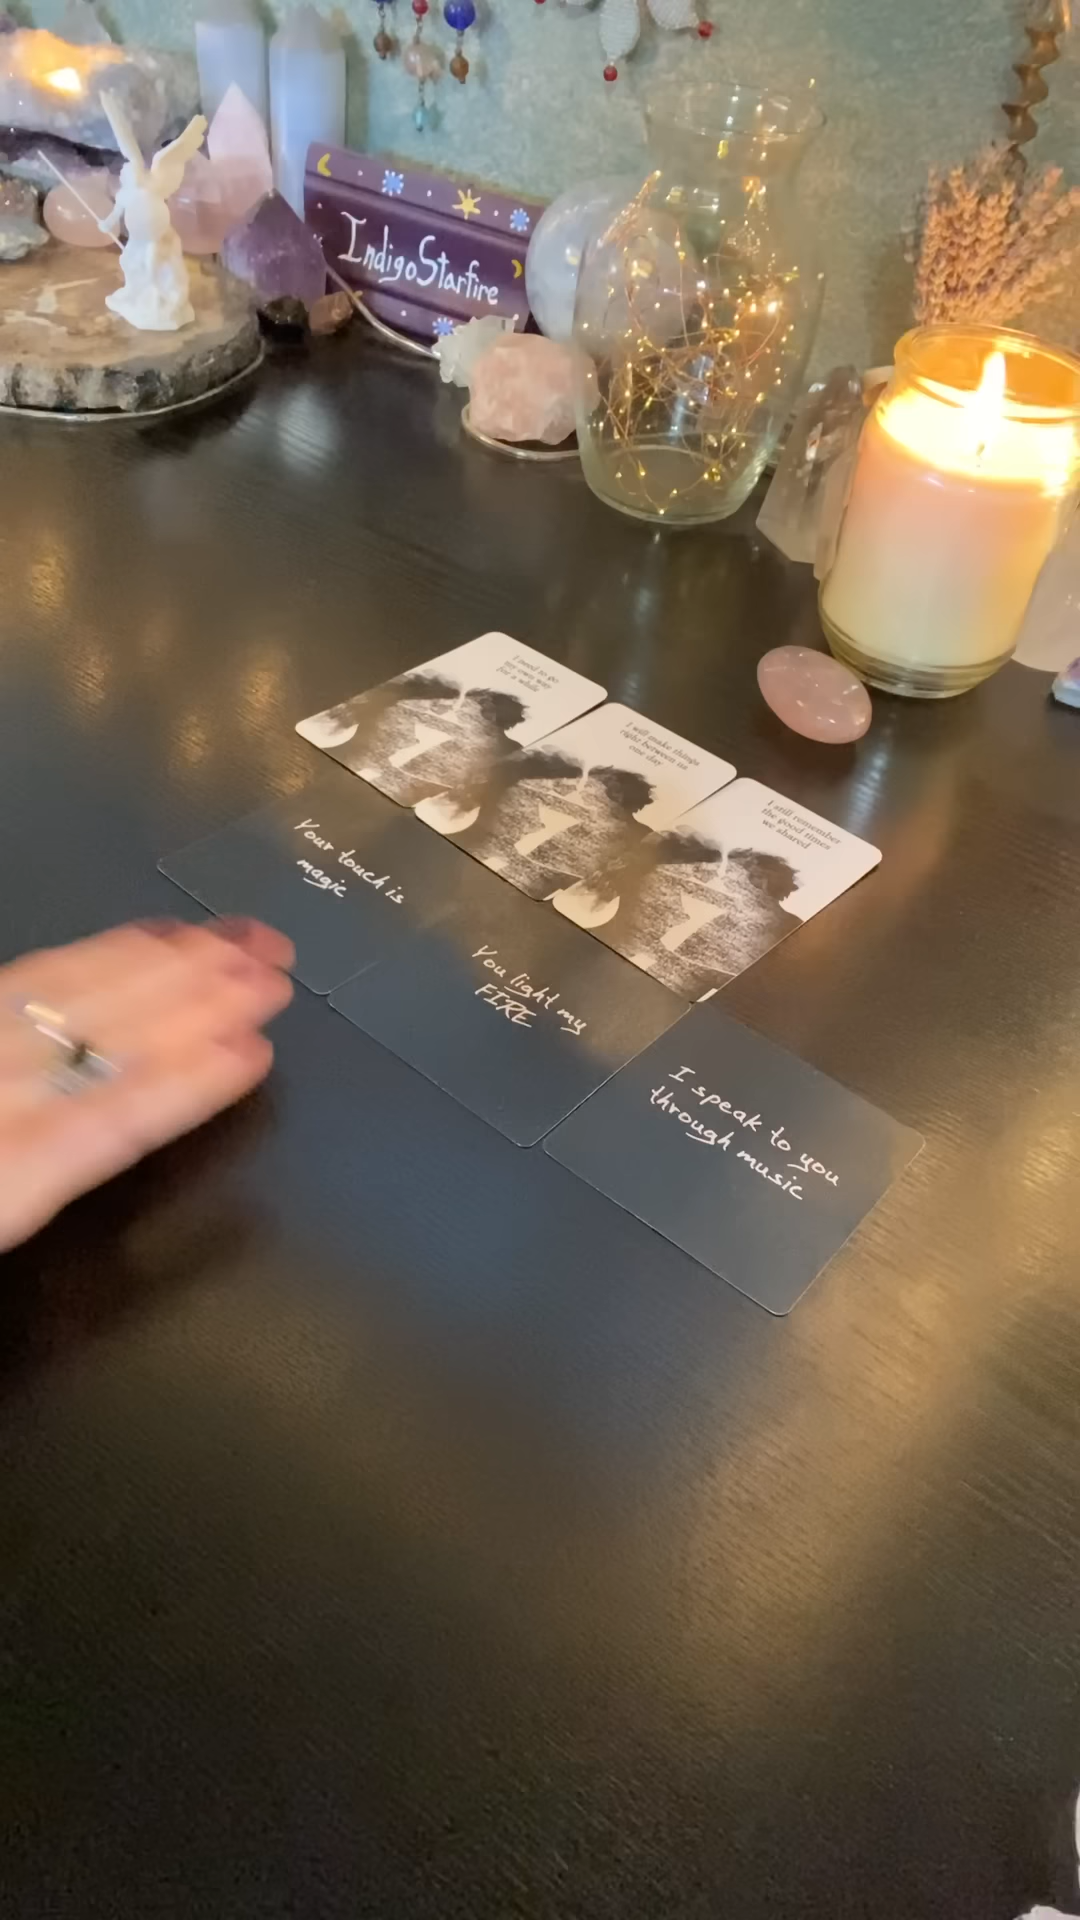 IndigoStarfire
I need to go
my own way
for a while
I will make things
right between us
one day
I still remember
the good times
we shared
Your touch is
magic
You light my
FIRE
I speak to you
through music